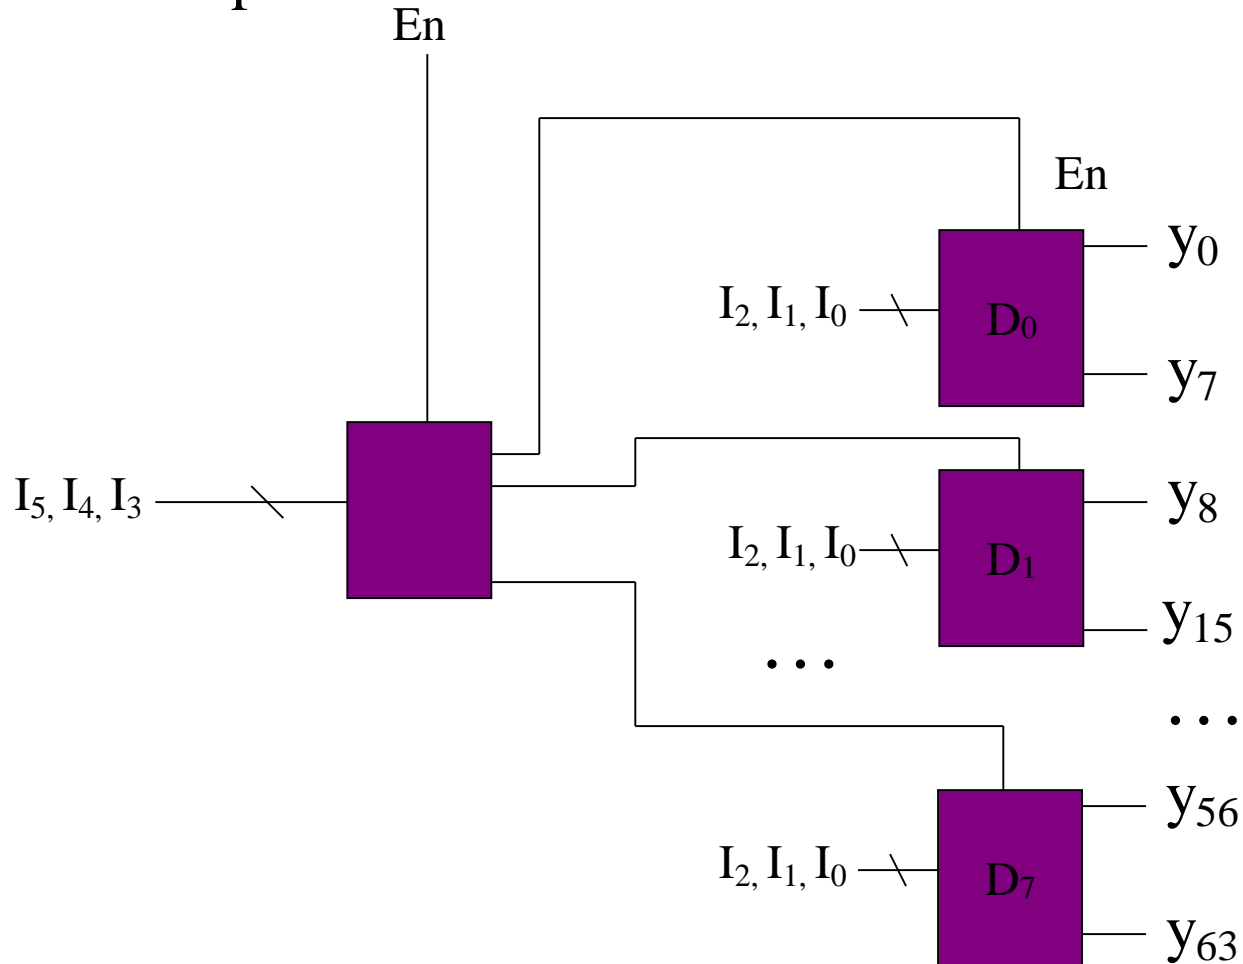 En
En
y₀
I₂, I₁, I₀
D₀
y₇
I₅, I₄, I₃
y₈
I₂, I₁, I₀
D₁
y₁₅
...
...
y₅₆
I₂, I₁, I₀
D₇
y₆₃